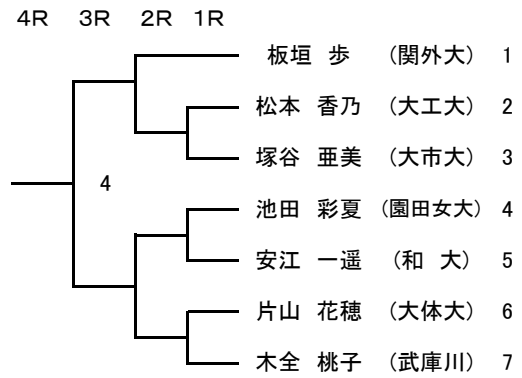 4R 3R 2R 1R
板垣 歩 （関外大） 1
松本 香乃 （大工大） 2
塚谷 亜美 （大市大） 3
4
池田 彩夏 （園田女大） 4
安江 一遥 （和 大） 5
片山 花穂 （大体大） 6
木全 桃子 （武庫川） 7